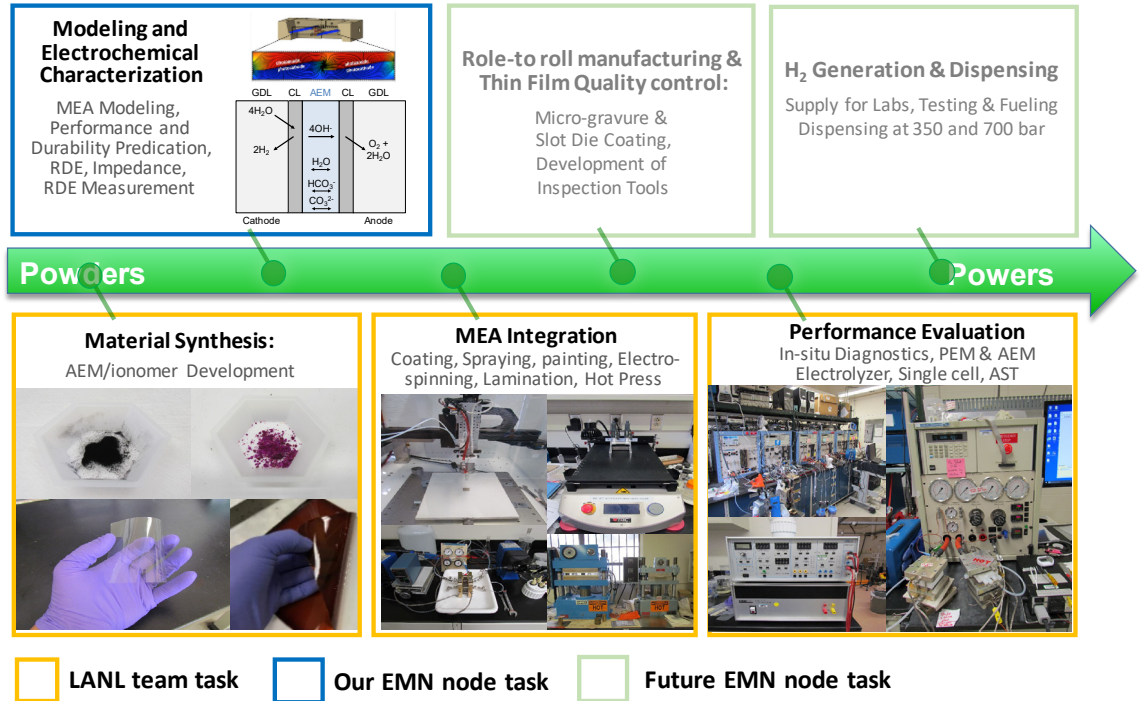 Modeling and
Electrochemical
Characterization
MEA Modeling,
Performance and
Durability Predication,
RDE, Impedance,
RDE Measurement
GDL CL AEM CL GDL
4H₂O
4OH-
2H₂
O₂ +
2H₂O
H₂O
HCO₃⁻
CO₃²⁻
Cathode Anode
Role-to roll manufacturing &
Thin Film Quality control:
Micro-gravure &
Slot Die Coating,
Development of
Inspection Tools
H₂ Generation & Dispensing
Supply for Labs, Testing & Fueling
Dispensing at 350 and 700 bar
Powders Powers
Material Synthesis:
AEM/ionomer Development
MEA Integration
Coating, Spraying, painting, Electro-
spinning, Lamination, Hot Press
HOT
HOT
Performance Evaluation
In-situ Diagnostics, PEM & AEM
Electrolyzer, Single cell, AST
HOT
LANL team task
Our EMN node task
Future EMN node task